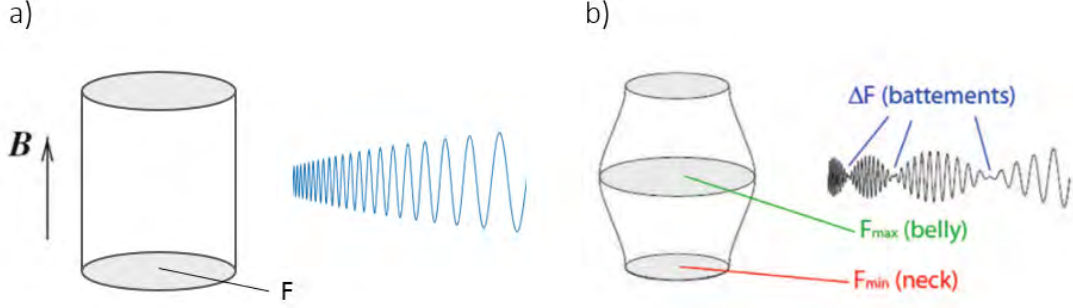 a)
B
F
b)
ΔF (battements)
Fmax (belly)
Fmin (neck)